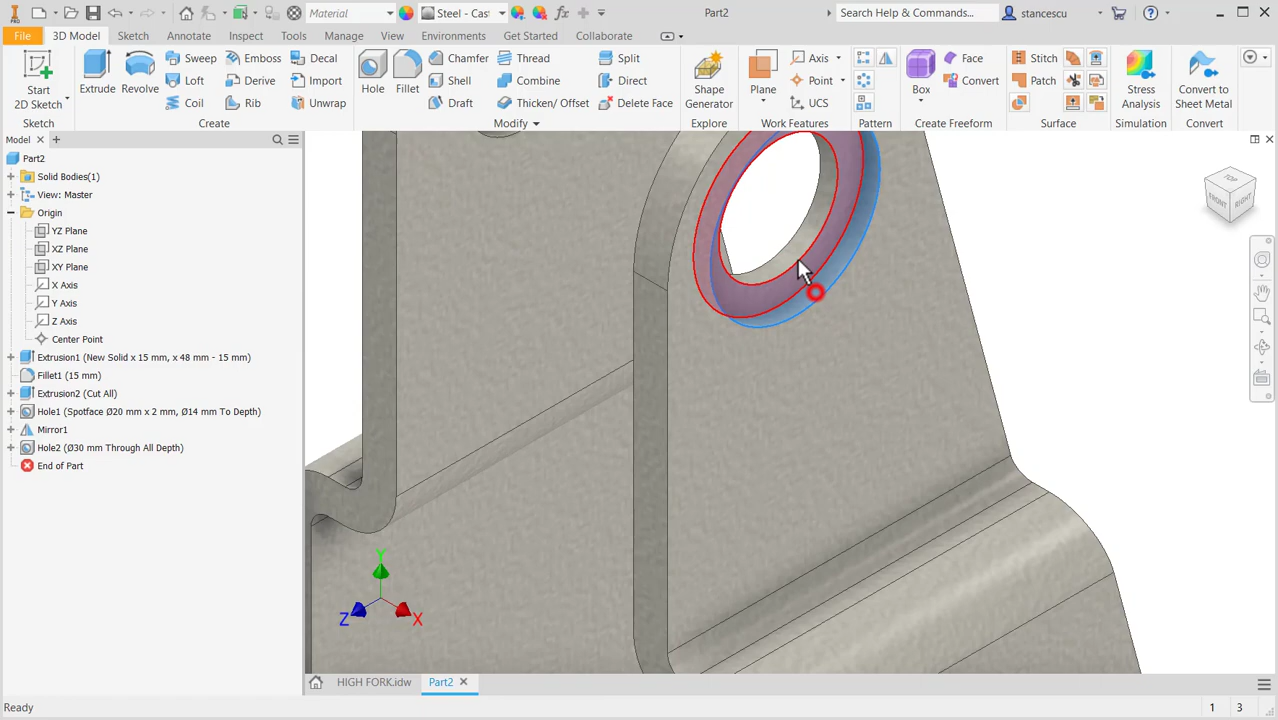 PRO
Material
Steel - Cas
fx
Part2
Search Help & Commands...
stancescu
File
3D Model
Sketch
Annotate
Inspect
Tools
Manage
View
Environments
Get Started
Collaborate
Start
2D Sketch
Extrude
Revolve
Sweep
Loft
Coil
Emboss
Derive
Rib
Decal
Import
Unwrap
Hole
Fillet
Chamfer
Shell
Draft
Thread
Combine
Thicken/ Offset
Split
Direct
Delete Face
Shape
Generator
Plane
Axis
Point
UCS
Box
Face
Convert
Stitch
Patch
Stress
Analysis
Convert to
Sheet Metal
Sketch
Create
Modify
Explore
Work Features
Pattern
Create Freeform
Surface
Simulation
Convert
Model
Part2
Solid Bodies(1)
View: Master
Origin
YZ Plane
XZ Plane
XY Plane
X Axis
Y Axis
Z Axis
Center Point
Extrusion1 (New Solid x 15 mm, x 48 mm - 15 mm)
Fillet1 (15 mm)
Extrusion2 (Cut All)
Hole1 (Spotface Ø20 mm x 2 mm, Ø14 mm To Depth)
Mirror1
Hole2 (Ø30 mm Through All Depth)
End of Part
TOP
FRONT
RIGHT
Y
Z
X
HIGH FORK.idw
Part2
Ready
1
3